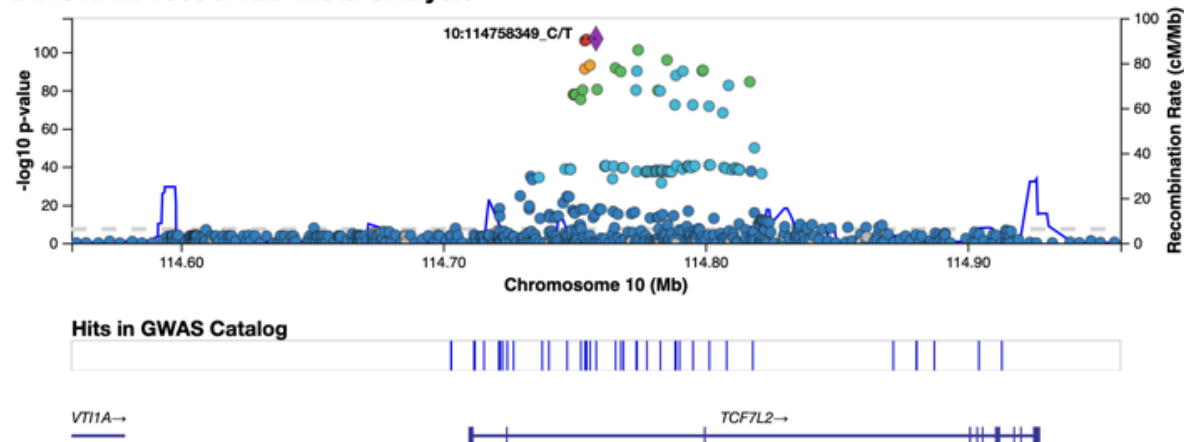 10:114758349_C/T
-log10 p-value
100
80
60
40
20
0
Recombination Rate (cM/Mb)
100
80
60
40
20
0
114.60
114.70
114.80
114.90
Chromosome 10 (Mb)
Hits in GWAS Catalog
VTI1A→
TCF7L2→